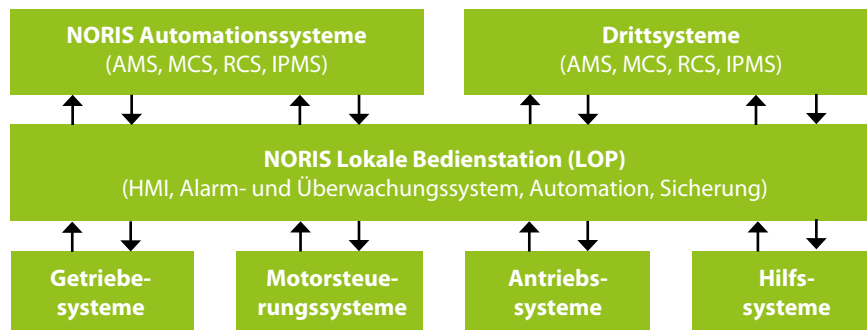 NORIS Automationssysteme
(AMS, MCS, RCS, IPMS)
Drittsysteme
(AMS, MCS, RCS, IPMS)
NORIS Lokale Bedienstation (LOP)
(HMI, Alarm- und Überwachungssystem, Automation, Sicherung)
Getriebe-
systeme
Motorsteue-
rungssysteme
Antriebs-
systeme
Hilfs-
systeme